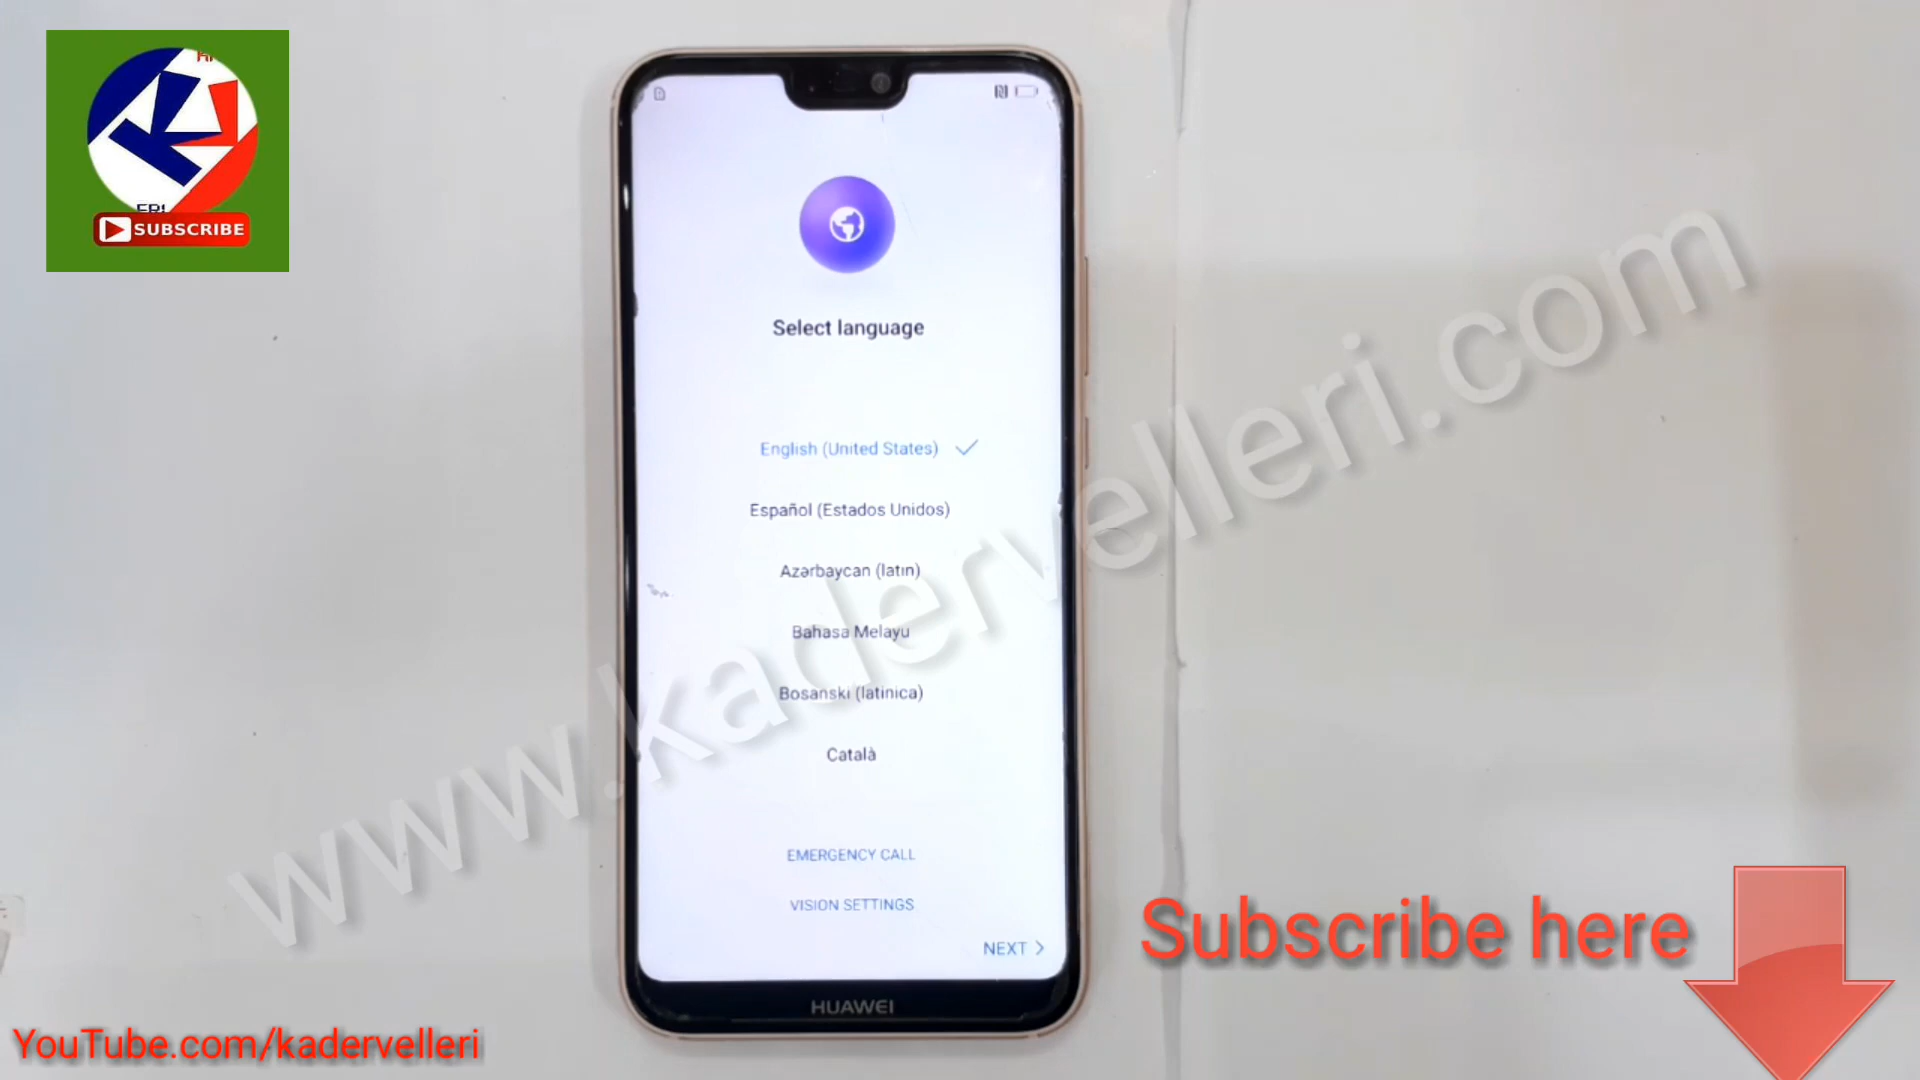 SUBSCRIBE
Select language
English (United States)
Español (Estados Unidos)
Azərbaycan (latın)
Bahasa Melayu
Bosanski (latinica)
Català
EMERGENCY CALL
VISION SETTINGS
NEXT
HUAWEI
www.kadervelleri.com
Subscribe here
YouTube.com/kadervelleri